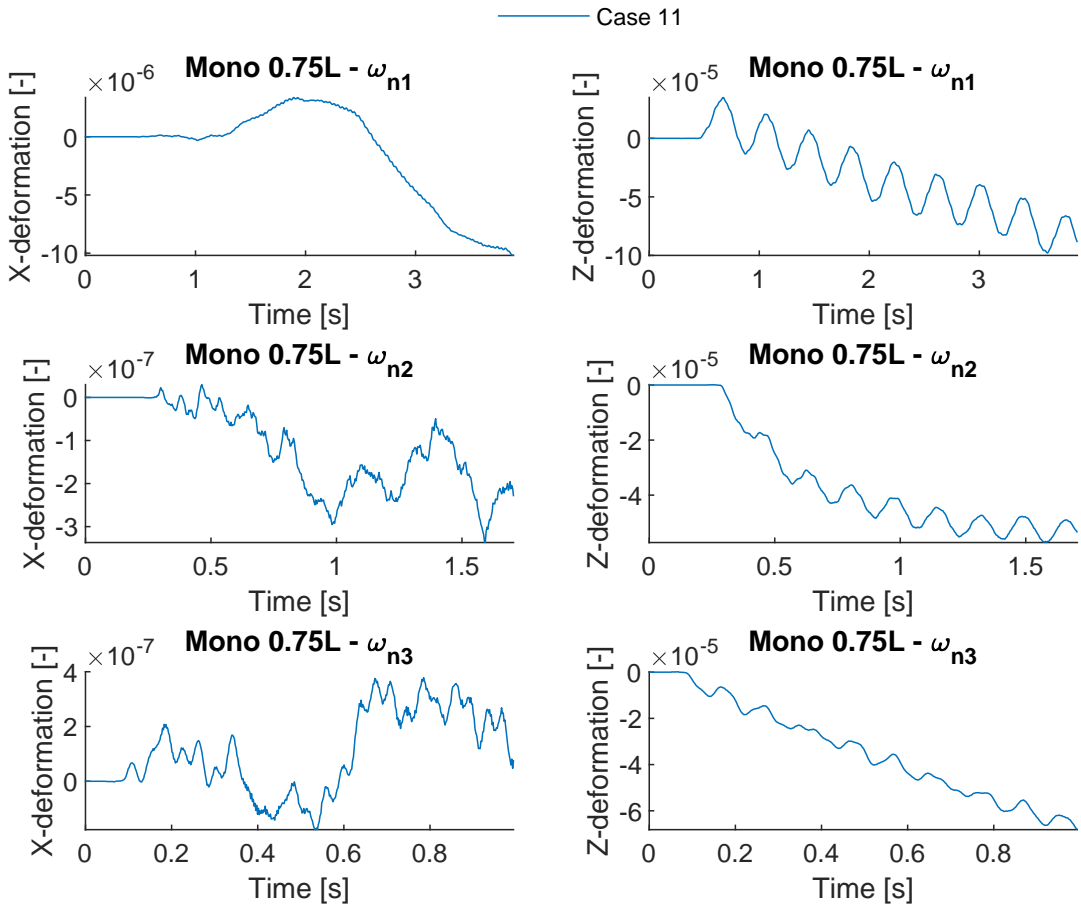 Case 11
Mono 0.75L - ωn1
×10-6
X-deformation [-]
0
-5
-10
0 1 2 3
Time [s]
Mono 0.75L - ωn1
×10-5
Z-deformation [-]
0
-5
-10
0 1 2 3
Time [s]
Mono 0.75L - ωn2
×10-7
X-deformation [-]
0
-1
-2
-3
0 0.5 1 1.5
Time [s]
Mono 0.75L - ωn2
×10-5
Z-deformation [-]
0
-2
-4
0 0.5 1 1.5
Time [s]
Mono 0.75L - ωn3
×10-7
X-deformation [-]
4
2
0
0 0.2 0.4 0.6 0.8
Time [s]
Mono 0.75L - ωn3
×10-5
Z-deformation [-]
0
-2
-4
-6
0 0.2 0.4 0.6 0.8
Time [s]